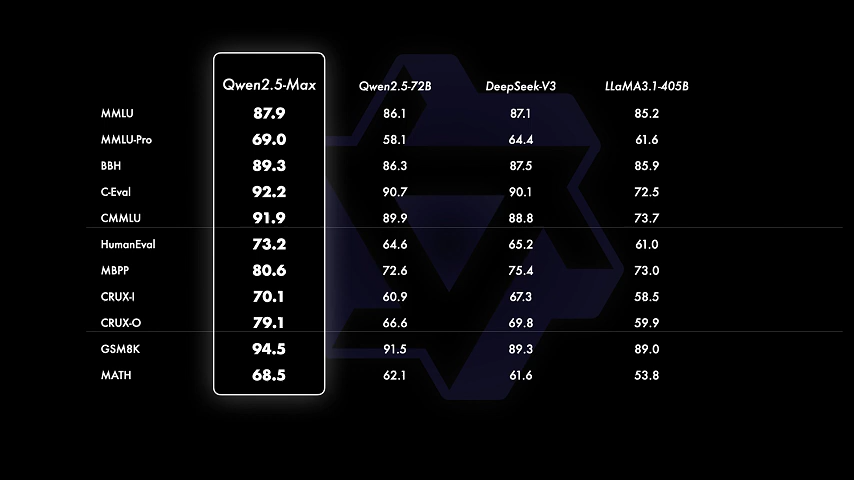 Qwen2.5-Max Qwen2.5-72B DeepSeek-V3 LLaMA3.1-405B
MMLU 87.9 86.1 87.1 85.2
MMLU-Pro 69.0 58.1 64.4 61.6
BBH 89.3 86.3 87.5 85.9
C-Eval 92.2 90.7 90.1 72.5
CMMLU 91.9 89.9 88.8 73.7
HumanEval 73.2 64.6 65.2 61.0
MBPP 80.6 72.6 75.4 73.0
CRUX-I 70.1 60.9 67.3 58.5
CRUX-O 79.1 66.6 69.8 59.9
GSM8K 94.5 91.5 89.3 89.0
MATH 68.5 62.1 61.6 53.8